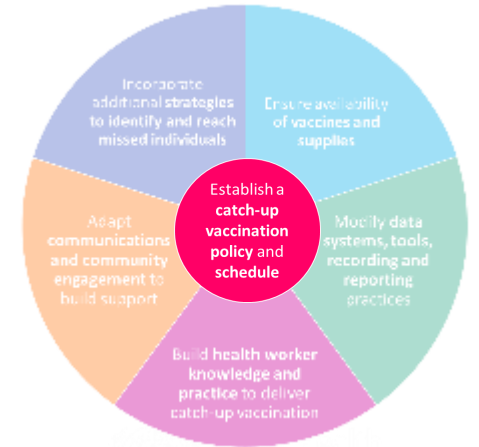 Incorporate
additional strategies
to identify and reach
missed individuals
Ensure availability
of vaccines and
supplies
Establish a
catch-up
vaccination
policy and
schedule
Adapt
communications
and community
engagement to
build support
Modify data
systems, tools,
recording and
reporting
practices
Build health worker
knowledge and
practice to deliver
catch-up vaccination